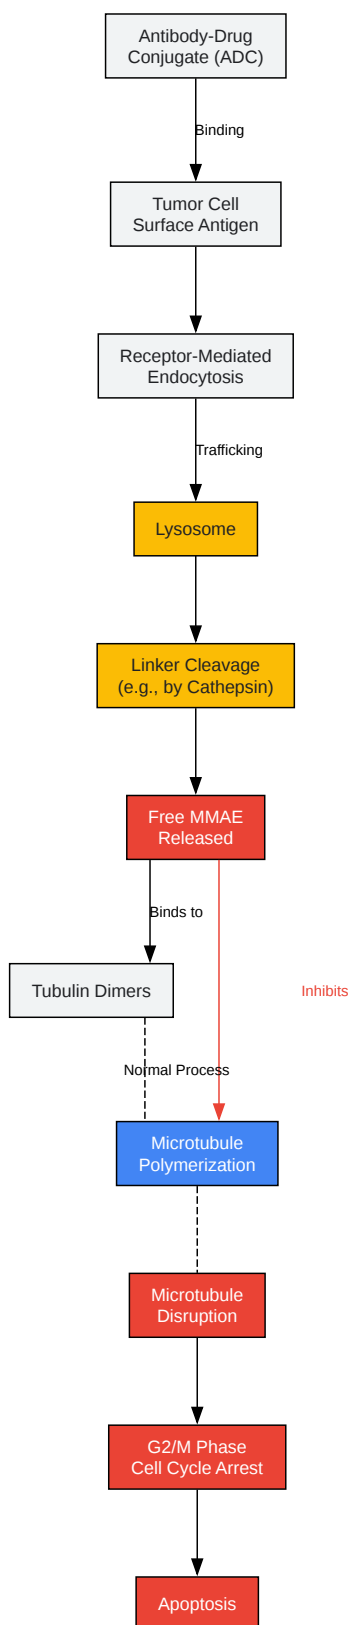 Antibody-Drug
Conjugate (ADC)
Binding
Tumor Cell
Surface Antigen
Receptor-Mediated
Endocytosis
Trafficking
Lysosome
Linker Cleavage
(e.g., by Cathepsin)
Free MMAE
Released
Binds to
Tubulin Dimers
Inhibits
Normal Process
Microtubule
Polymerization
Microtubule
Disruption
G2/M Phase
Cell Cycle Arrest
Apoptosis